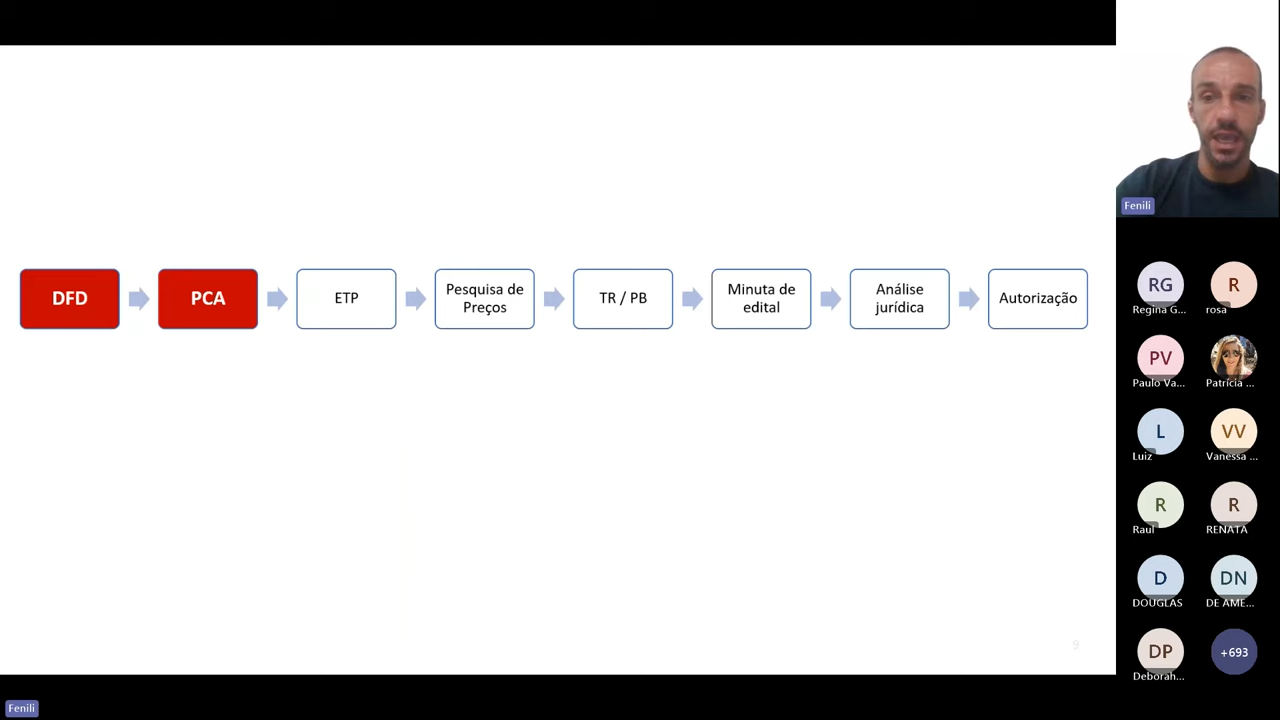 DFD
PCA
ETP
Pesquisa de
Preços
TR / PB
Minuta de
edital
Análise
jurídica
Autorização
9
Fenili
RG
Regina G...
R
rosa
PV
Paulo Va...
Patrícia ...
L
Luiz
VV
Vanessa ...
R
Raul
R
RENATA
D
DOUGLAS
DN
DE AME...
DP
Deborah...
+693
Fenili